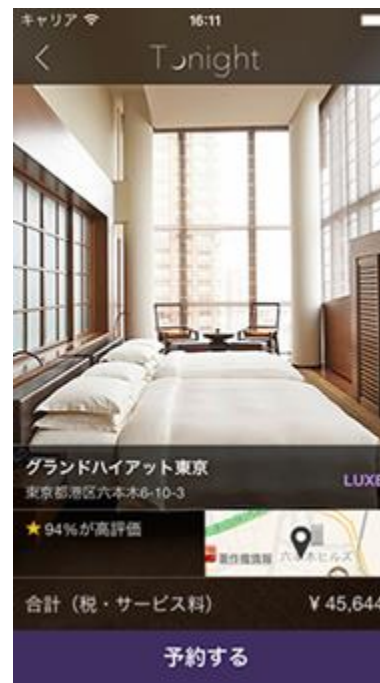 キャリア 16:11
Tonight
グランドハイアット東京
東京都港区六本木6-10-3
LUXE
★94%が高評価
六本木ヒルズ
合計（税・サービス料） ¥ 45,644
予約する